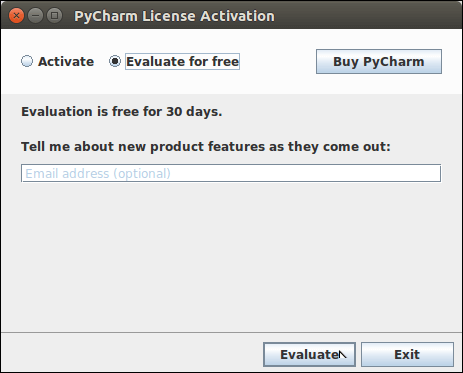 PyCharm License Activation
Activate Evaluate for free Buy PyCharm
Evaluation is free for 30 days.
Tell me about new product features as they come out:
Email address (optional)
Evaluate Exit